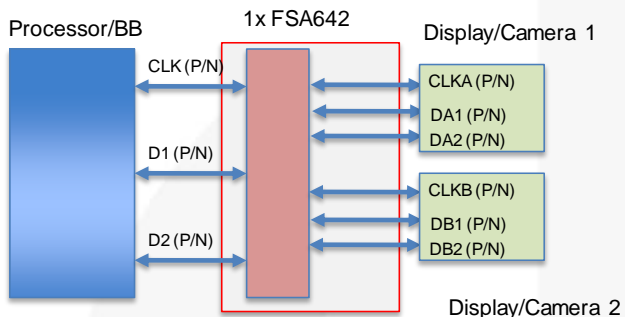 Processor/BB
1x FSA642
Display/Camera 1
CLK (P/N)
D1 (P/N)
D2 (P/N)
CLKA (P/N)
DA1 (P/N)
DA2 (P/N)
CLKB (P/N)
DB1 (P/N)
DB2 (P/N)
Display/Camera 2